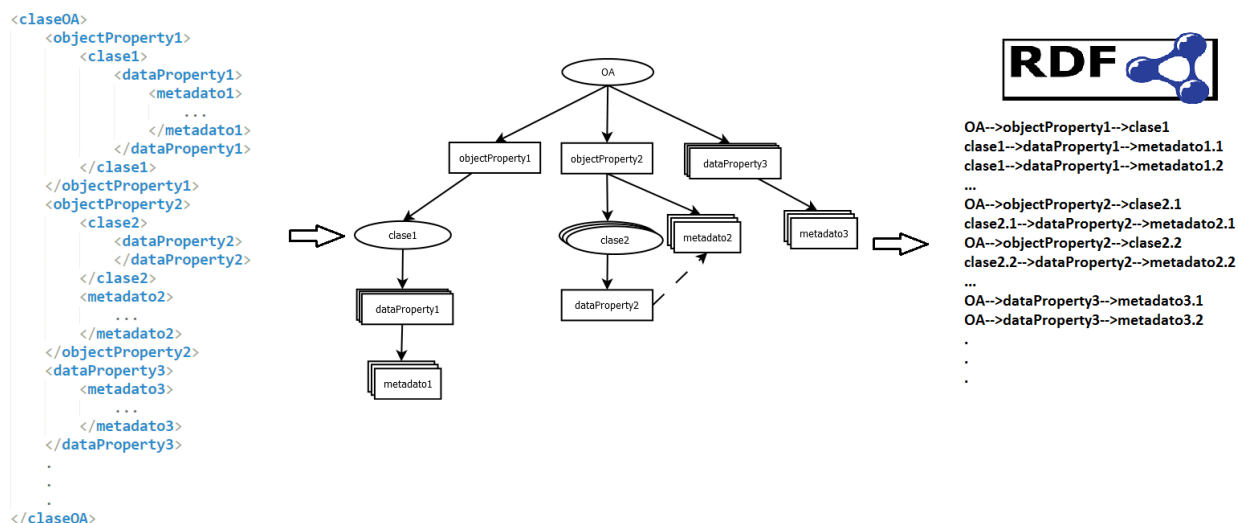 <claseOA>
<objectProperty1>
<clase1>
<dataProperty1>
<metadato1>
...
</metadato1>
</dataProperty1>
</clase1>
</objectProperty1>
<objectProperty2>
<clase2>
<dataProperty2>
</dataProperty2>
</clase2>
<metadato2>
...
</metadato2>
</objectProperty2>
<dataProperty3>
<metadato3>
...
</metadato3>
</dataProperty3>
.
.
.
</claseOA>
OA
objectProperty1
objectProperty2
dataProperty3
clase1
clase2
metadato2
metadato3
dataProperty1
dataProperty2
metadato1
RDF
OA-->objectProperty1-->clase1
clase1-->dataProperty1-->metadato1.1
clase1-->dataProperty1-->metadato1.2
...
OA-->objectProperty2-->clase2.1
clase2.1-->dataProperty2-->metadato2.1
OA-->objectProperty2-->clase2.2
clase2.2-->dataProperty2-->metadato2.2
...
OA-->dataProperty3-->metadato3.1
OA-->dataProperty3-->metadato3.2
.
.
.